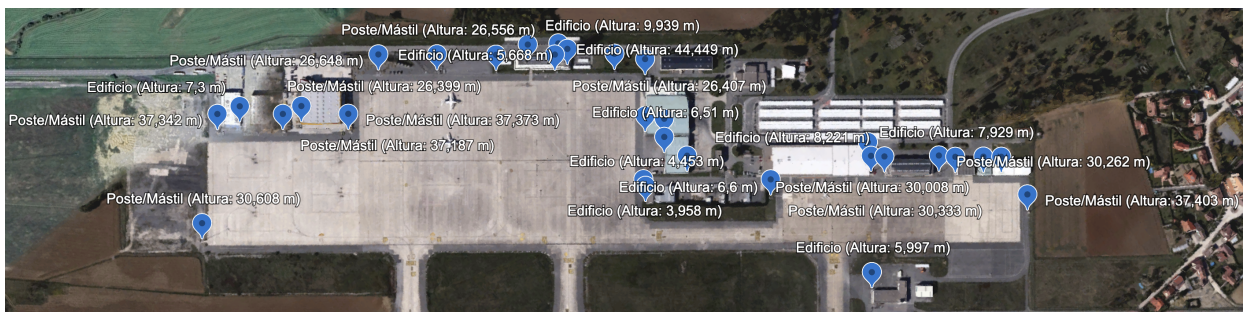 Edificio (Altura: 9,939 m)
Poste/Mástil (Altura: 26,556 m)
Edificio (Altura: 44,449 m)
Edificio (Altura: 5,668 m)
Poste/Mástil (Altura: 26,648 m)
Edificio (Altura: 7,3 m)
Poste/Mástil (Altura: 26,399 m)
Poste/Mástil (Altura: 26,407 m)
Edificio (Altura: 6,51 m)
Poste/Mástil (Altura: 37,342 m)
Poste/Mástil (Altura: 37,373 m)
Edificio (Altura: 8,221 m)
Edificio (Altura: 7,929 m)
Poste/Mástil (Altura: 37,187 m)
Edificio (Altura: 4,453 m)
Poste/Mástil (Altura: 30,262 m)
Edificio (Altura: 6,6 m)
Poste/Mástil (Altura: 30,008 m)
Poste/Mástil (Altura: 30,608 m)
Poste/Mástil (Altura: 37,403 m)
Edificio (Altura: 3,958 m)
Poste/Mástil (Altura: 30,333 m)
Edificio (Altura: 5,997 m)